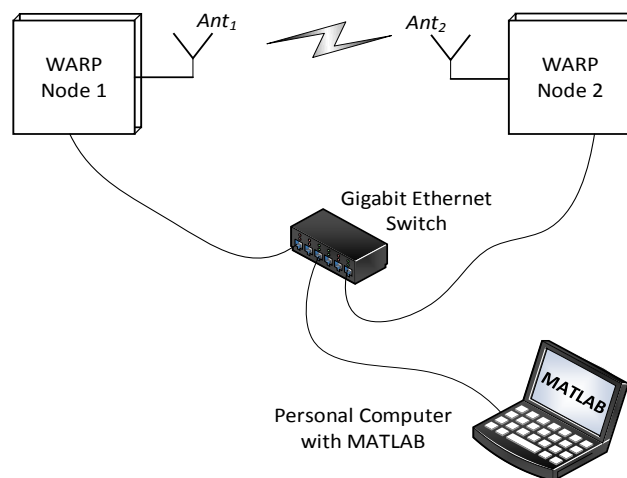 Ant1
Ant2
WARP
Node 1
WARP
Node 2
Gigabit Ethernet
Switch
MATLAB
Personal Computer
with MATLAB